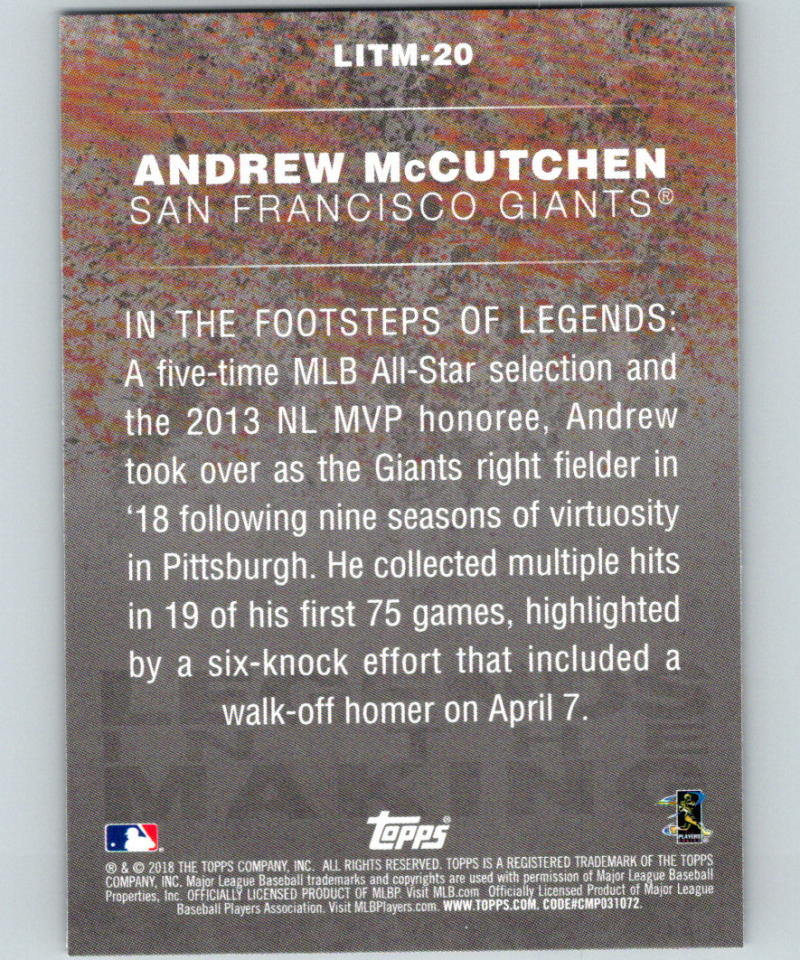 LITM-20
ANDREW McCUTCHEN
SAN FRANCISCO GIANTS®
IN THE FOOTSTEPS OF LEGENDS:
A five-time MLB All-Star selection and
the 2013 NL MVP honoree, Andrew
took over as the Giants right fielder in
‘18 following nine seasons of virtuosity
in Pittsburgh. He collected multiple hits
in 19 of his first 75 games, highlighted
by a six-knock effort that included a
walk-off homer on April 7.
LEGENDS
IN THE
MAKING
topps®
PLAYERS
® & © 2018 THE TOPPS COMPANY, INC. ALL RIGHTS RESERVED. TOPPS IS A REGISTERED TRADEMARK OF THE TOPPS
COMPANY, INC. Major League Baseball trademarks and copyrights are used with permission of Major League Baseball
Properties, Inc. OFFICIALLY LICENSED PRODUCT OF MLBP. Visit MLB.com Officially Licensed Product of Major League
Baseball Players Association. Visit MLBPlayers.com. WWW.TOPPS.COM. CODE#CMP031072.